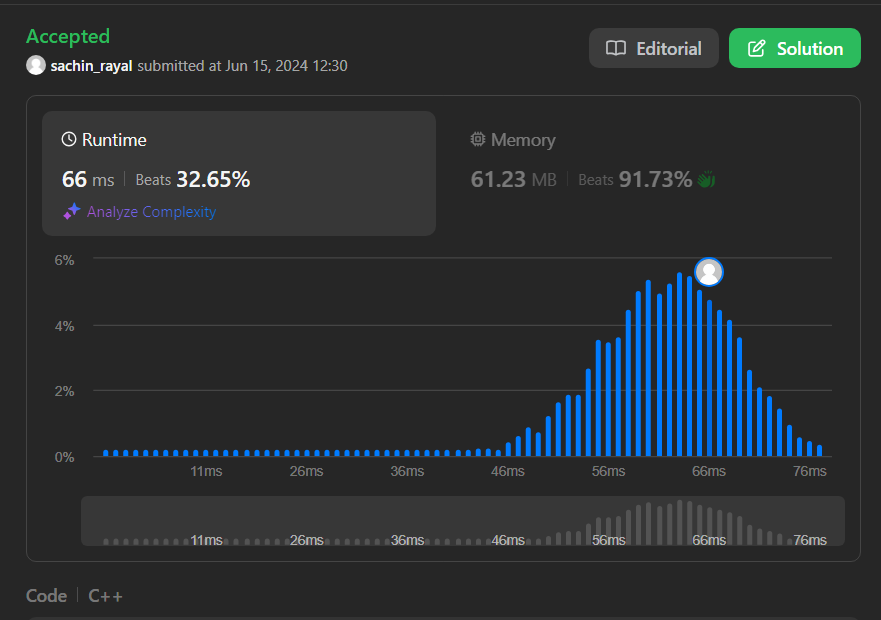 Accepted
Editorial
Solution
sachin_rayal submitted at Jun 15, 2024 12:30
Runtime
66 ms
Beats 32.65%
Analyze Complexity
Memory
61.23 MB
Beats 91.73%
6%
4%
2%
0%
11ms 26ms 36ms 46ms 56ms 66ms 76ms
11ms 26ms 36ms 46ms 56ms 66ms 76ms
Code C++